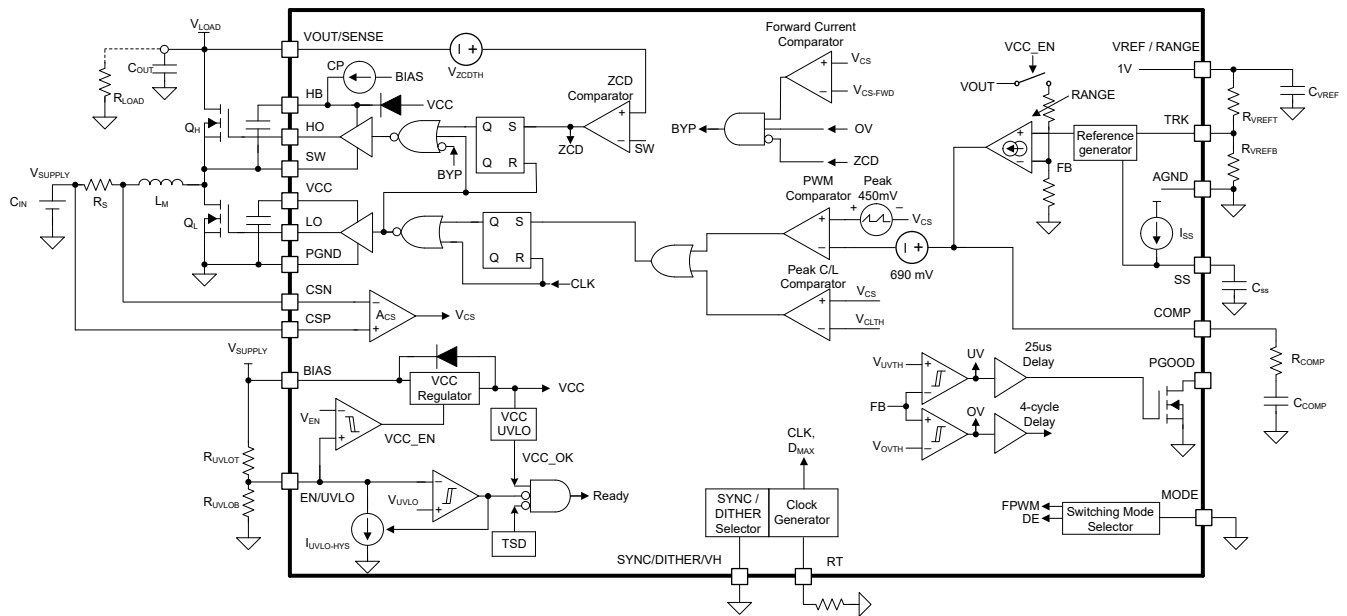 VLOAD
VOUT/SENSE
COUT
RLOAD
VZCDTH
CP
BIAS
HB
VCC
HO
QH
SW
ZCD
Comparator
+
−
SW
ZCD
Q S
Q R
BYP
VSUPPLY
CIN
RS
LM
VCC
LO
QL
PGND
Q S
Q R
CLK
CSN
CSP
−
ACS
+
VCS
Forward Current
Comparator
+
−
VCS
VCS-FWD
BYP
OV
ZCD
PWM
Comparator
Peak
450mV
+
−
VCS
+
−
690 mV
Peak C/L
Comparator
+
−
VCS
VCLTH
VCC_EN
VOUT
RANGE
+
−
FB
Reference
generator
VREF / RANGE
1V
CVREF
RVREFT
TRK
RVREFB
AGND
ISS
SS
Css
COMP
RCOMP
CCOMP
VSUPPLY
BIAS
VCC
Regulator
VCC
VEN
−
+
VCC_EN
VCC
UVLO
VCC_OK
RUVLOT
EN/UVLO
RUVLOB
VUVLO
−
+
IUVLO-HYS
TSD
Ready
VUVTH
+
−
UV
25us
Delay
FB
+
−
VOVTH
OV
4-cycle
Delay
PGOOD
CLK,
DMAX
SYNC /
DITHER
Selector
Clock
Generator
SYNC/DITHER/VH
RT
FPWM
DE
Switching Mode
Selector
MODE